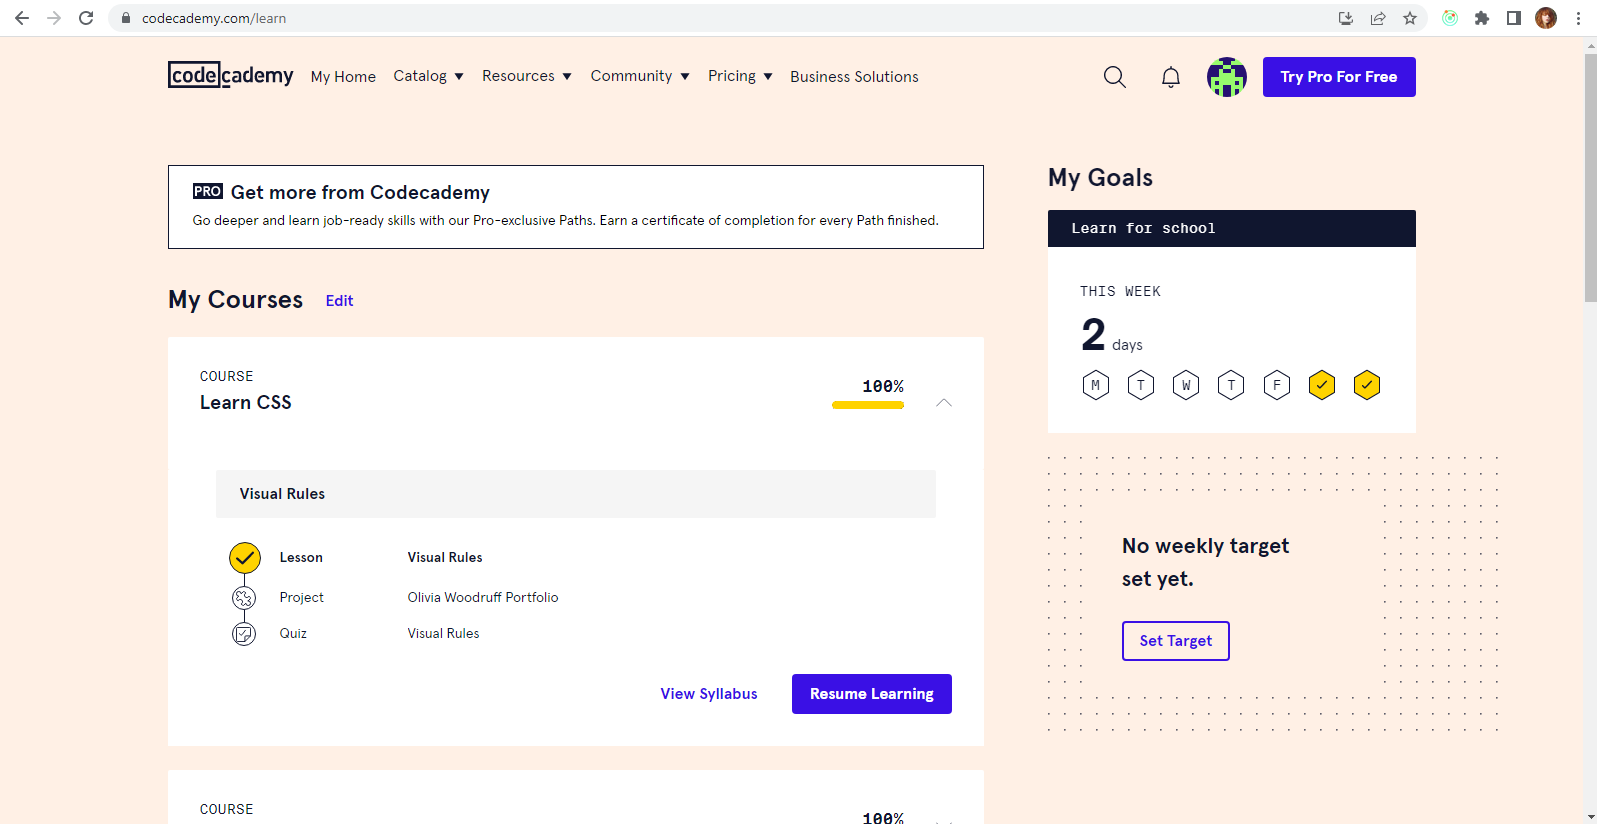 codecademy.com/learn
codecademy My Home Catalog Resources Community Pricing Business Solutions Try Pro For Free
PRO Get more from Codecademy
Go deeper and learn job-ready skills with our Pro-exclusive Paths. Earn a certificate of completion for every Path finished.
My Courses Edit
COURSE
Learn CSS
100%
Visual Rules
Lesson Visual Rules
Project Olivia Woodruff Portfolio
Quiz Visual Rules
View Syllabus Resume Learning
COURSE
100%
My Goals
Learn for school
THIS WEEK
2 days
M T W T F
No weekly target
set yet.
Set Target